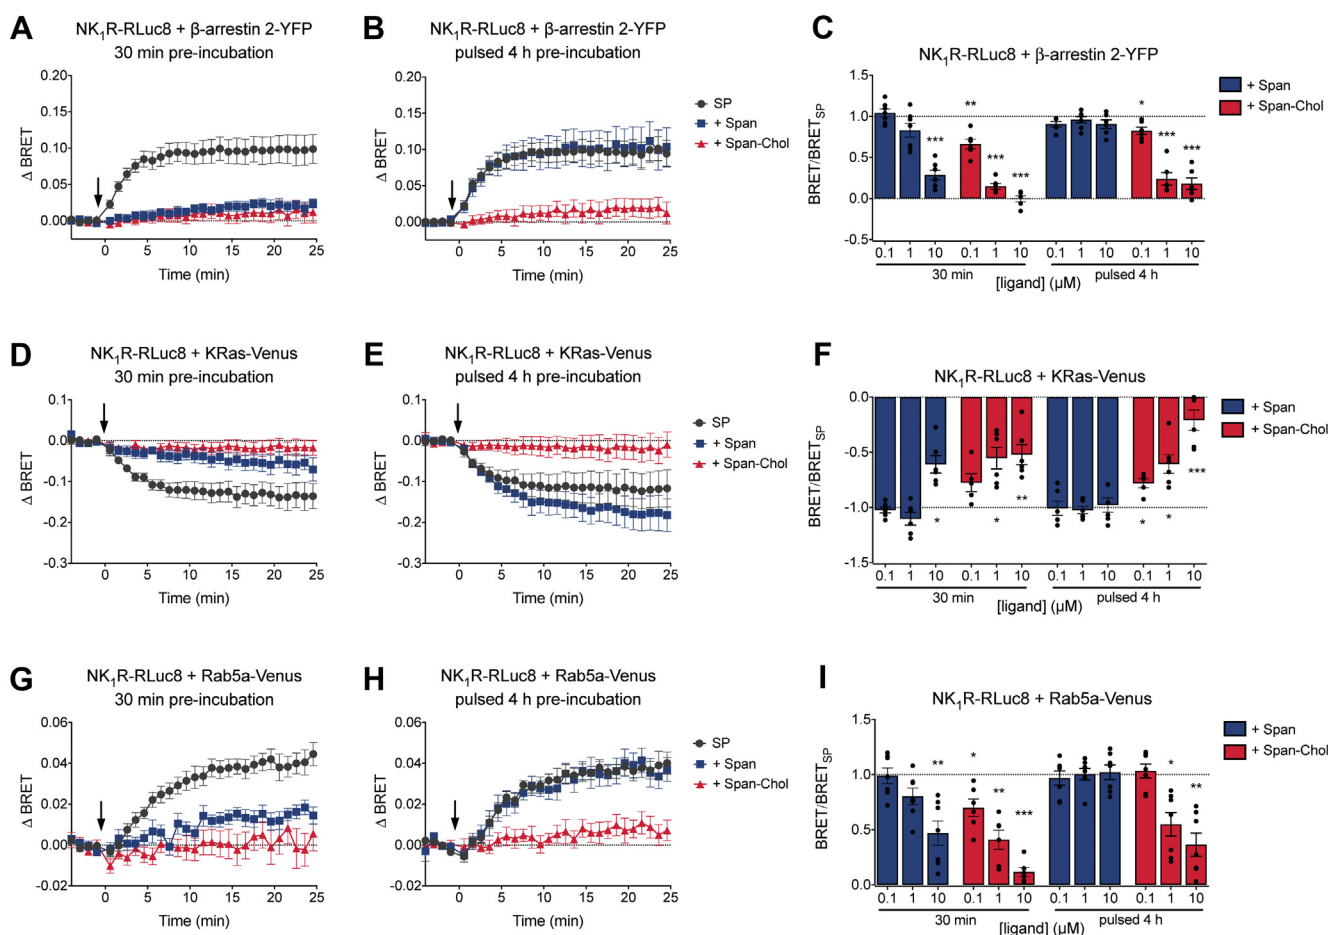 A
NK1R-RLuc8 + β-arrestin 2-YFP
30 min pre-incubation
Δ BRET
0.20
0.15
0.10
0.05
0.00
0 5 10 15 20 25
Time (min)
B
NK1R-RLuc8 + β-arrestin 2-YFP
pulsed 4 h pre-incubation
Δ BRET
0.20
0.15
0.10
0.05
0.00
0 5 10 15 20 25
Time (min)
SP
+ Span
+ Span-Chol
C
NK1R-RLuc8 + β-arrestin 2-YFP
BRET/BRETSP
1.5
1.0
0.5
0.0
-0.5
*** ** *** *** * *** ***
0.1 1 10 0.1 1 10 0.1 1 10 0.1 1 10
30 min pulsed 4 h
[ligand] (µM)
+ Span
+ Span-Chol
D
NK1R-RLuc8 + KRas-Venus
30 min pre-incubation
Δ BRET
0.1
0.0
-0.1
-0.2
-0.3
0 5 10 15 20 25
Time (min)
E
NK1R-RLuc8 + KRas-Venus
pulsed 4 h pre-incubation
Δ BRET
0.1
0.0
-0.1
-0.2
-0.3
0 5 10 15 20 25
Time (min)
SP
+ Span
+ Span-Chol
F
NK1R-RLuc8 + KRas-Venus
BRET/BRETSP
0.0
-0.5
-1.0
-1.5
* * ** * * ***
0.1 1 10 0.1 1 10 0.1 1 10 0.1 1 10
30 min pulsed 4 h
[ligand] (µM)
+ Span
+ Span-Chol
G
NK1R-RLuc8 + Rab5a-Venus
30 min pre-incubation
Δ BRET
0.06
0.04
0.02
0.00
-0.02
0 5 10 15 20 25
Time (min)
H
NK1R-RLuc8 + Rab5a-Venus
pulsed 4 h pre-incubation
Δ BRET
0.06
0.04
0.02
0.00
-0.02
0 5 10 15 20 25
Time (min)
SP
+ Span
+ Span-Chol
I
NK1R-RLuc8 + Rab5a-Venus
BRET/BRETSP
1.5
1.0
0.5
0.0
** * ** *** * **
0.1 1 10 0.1 1 10 0.1 1 10 0.1 1 10
30 min pulsed 4 h
[ligand] (µM)
+ Span
+ Span-Chol